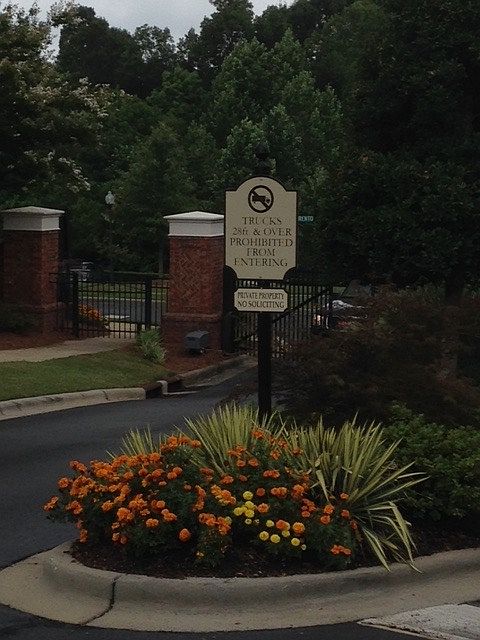 TRUCKS
28ft. & OVER
PROHIBITED
FROM
ENTERING
PRIVATE PROPERTY
NO SOLICITING